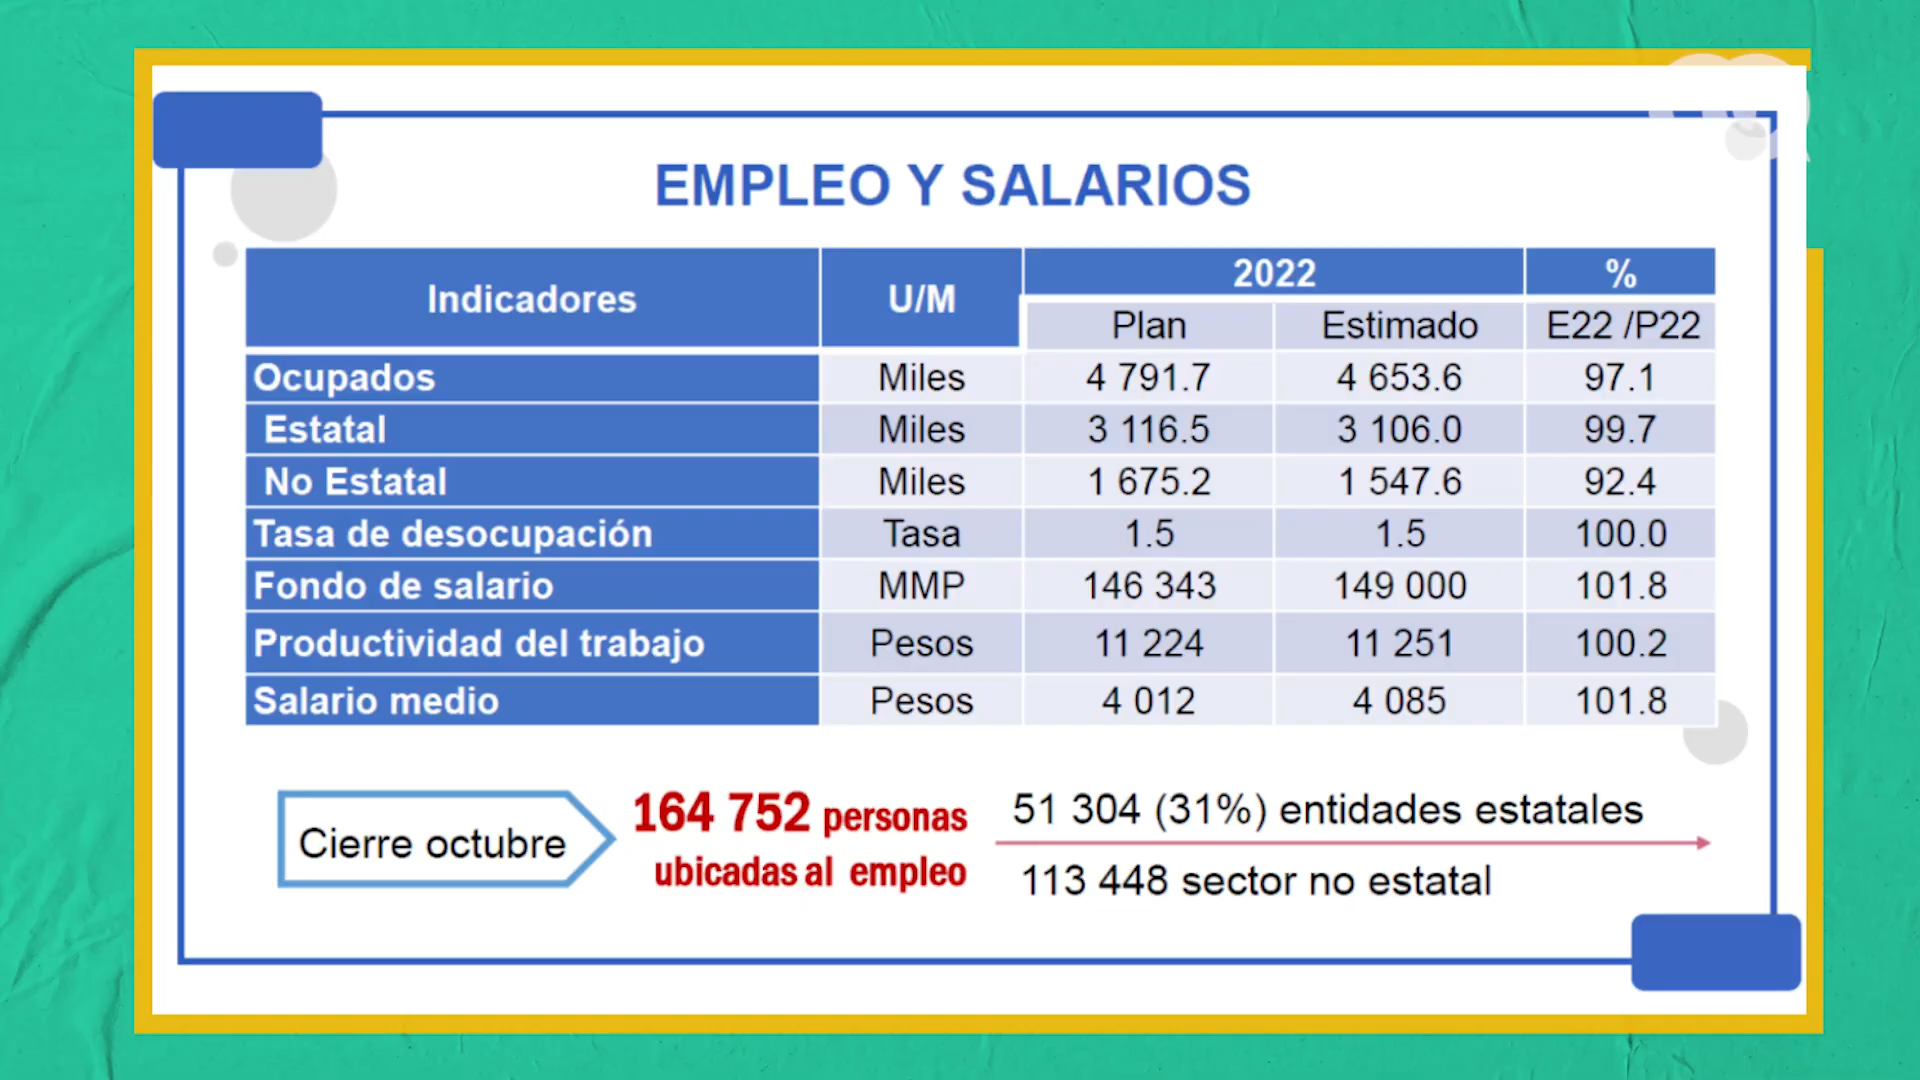 EMPLEO Y SALARIOS
Indicadores U/M 2022 %
Plan Estimado E22 /P22
Ocupados Miles 4 791.7 4 653.6 97.1
Estatal Miles 3 116.5 3 106.0 99.7
No Estatal Miles 1 675.2 1 547.6 92.4
Tasa de desocupación Tasa 1.5 1.5 100.0
Fondo de salario MMP 146 343 149 000 101.8
Productividad del trabajo Pesos 11 224 11 251 100.2
Salario medio Pesos 4 012 4 085 101.8
Cierre octubre
164 752 personas
ubicadas al empleo
51 304 (31%) entidades estatales
113 448 sector no estatal